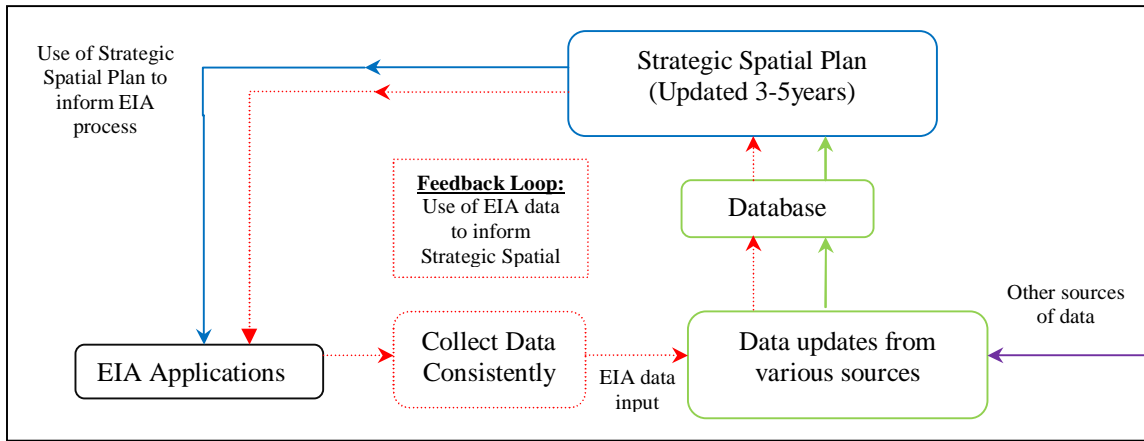 Use of Strategic
Spatial Plan to
inform EIA
process
Strategic Spatial Plan
(Updated 3-5years)
Feedback Loop:
Use of EIA data
to inform
Strategic Spatial
Database
Other sources
of data
EIA Applications
Collect Data
Consistently
EIA data
input
Data updates from
various sources